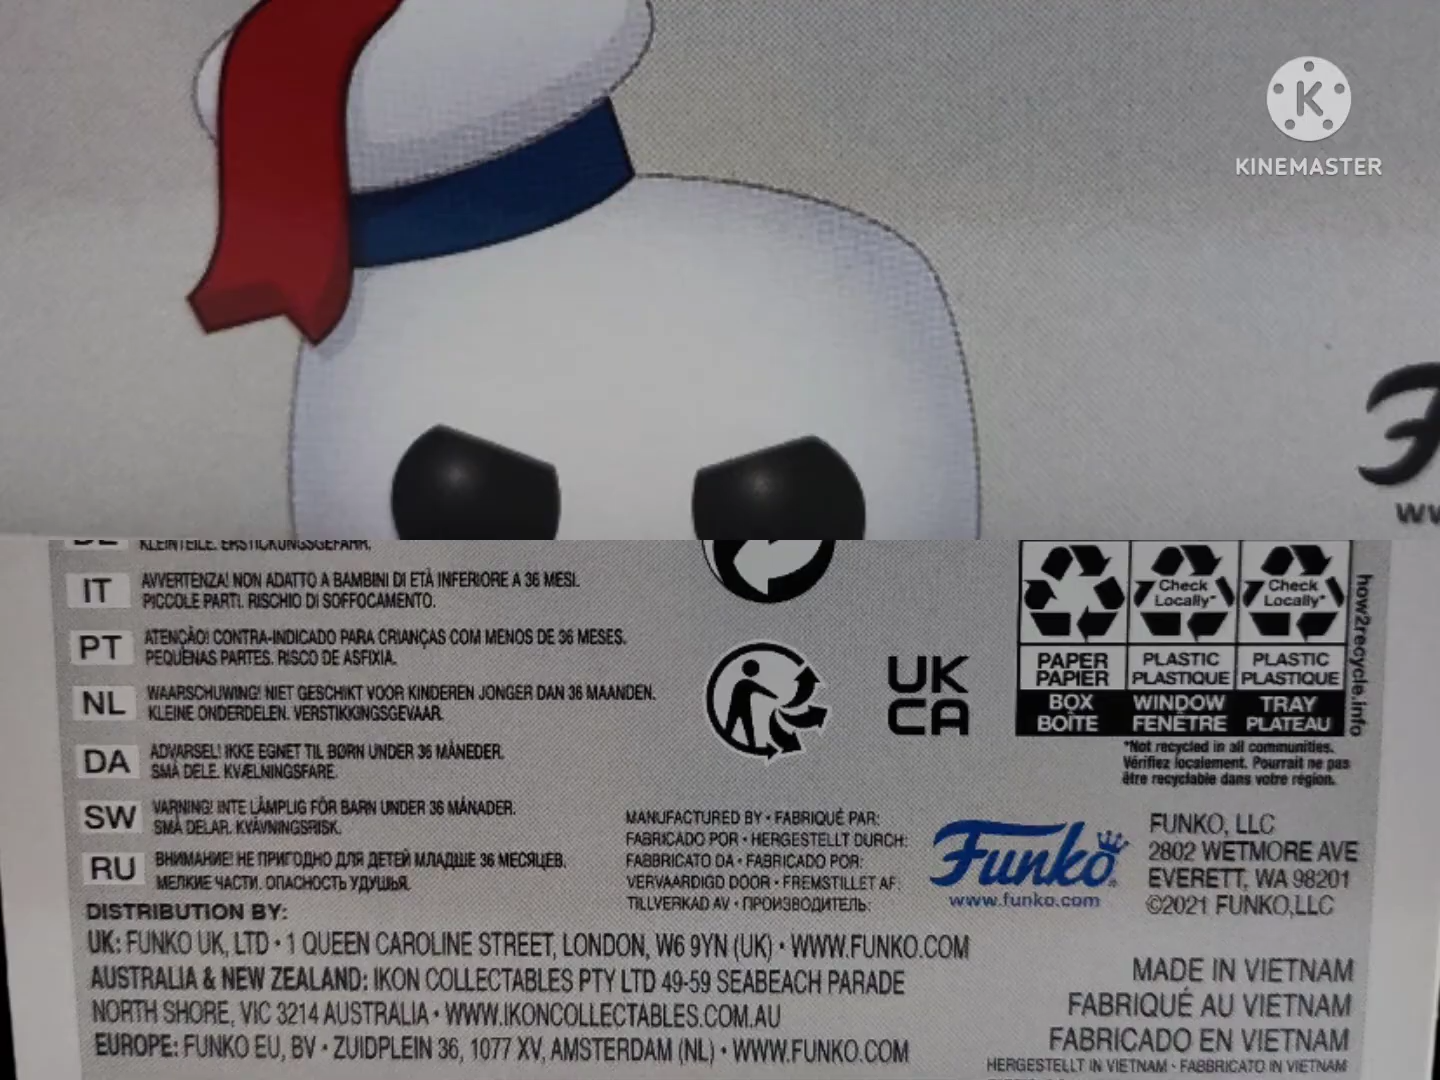 KINEMASTER
KLEINTEILE. ERSTICKUNGSGEFAHR.
IT
AVVERTENZA! NON ADATTO A BAMBINI DI ETÀ INFERIORE A 36 MESI.
PICCOLE PARTI. RISCHIO DI SOFFOCAMENTO.
PT
ATENÇÃO! CONTRA-INDICADO PARA CRIANÇAS COM MENOS DE 36 MESES.
PEQUENAS PARTES. RISCO DE ASFIXIA.
NL
WAARSCHUWING! NIET GESCHIKT VOOR KINDEREN JONGER DAN 36 MAANDEN.
KLEINE ONDERDELEN. VERSTIKKINGSGEVAAR.
DA
ADVARSEL! IKKE EGNET TIL BØRN UNDER 36 MÅNEDER.
SMÅ DELE. KVÆLNINGSFARE.
SW
VARNING! INTE LÄMPLIG FÖR BARN UNDER 36 MÅNADER.
SMÅ DELAR. KVÄVNINGSRISK.
RU
ВНИМАНИЕ! НЕ ПРИГОДНО ДЛЯ ДЕТЕЙ МЛАДШЕ 36 МЕСЯЦЕВ.
МЕЛКИЕ ЧАСТИ. ОПАСНОСТЬ УДУШЬЯ.
UK
CA
Check Locally*
Check Locally*
PAPER PAPIER
PLASTIC PLASTIQUE
PLASTIC PLASTIQUE
BOX BOÎTE
WINDOW FENÊTRE
TRAY PLATEAU
how2recycle.info
*Not recycled in all communities.
Vérifiez localement. Pourrait ne pas
être recyclable dans votre région.
MANUFACTURED BY • FABRIQUÉ PAR:
FABRICADO POR • HERGESTELLT DURCH:
FABBRICATO DA • FABRICADO POR:
VERVAARDIGD DOOR • FREMSTILLET AF:
TILLVERKAD AV • ПРОИЗВОДИТЕЛЬ:
Funko
www.funko.com
FUNKO, LLC
2802 WETMORE AVE
EVERETT, WA 98201
©2021 FUNKO,LLC
DISTRIBUTION BY:
UK: FUNKO UK, LTD • 1 QUEEN CAROLINE STREET, LONDON, W6 9YN (UK) • WWW.FUNKO.COM
AUSTRALIA & NEW ZEALAND: IKON COLLECTABLES PTY LTD 49-59 SEABEACH PARADE
NORTH SHORE, VIC 3214 AUSTRALIA • WWW.IKONCOLLECTABLES.COM.AU
EUROPE: FUNKO EU, BV • ZUIDPLEIN 36, 1077 XV, AMSTERDAM (NL) • WWW.FUNKO.COM
MADE IN VIETNAM
FABRIQUÉ AU VIETNAM
FABRICADO EN VIETNAM
HERGESTELLT IN VIETNAM • FABBRICATO IN VIETNAM